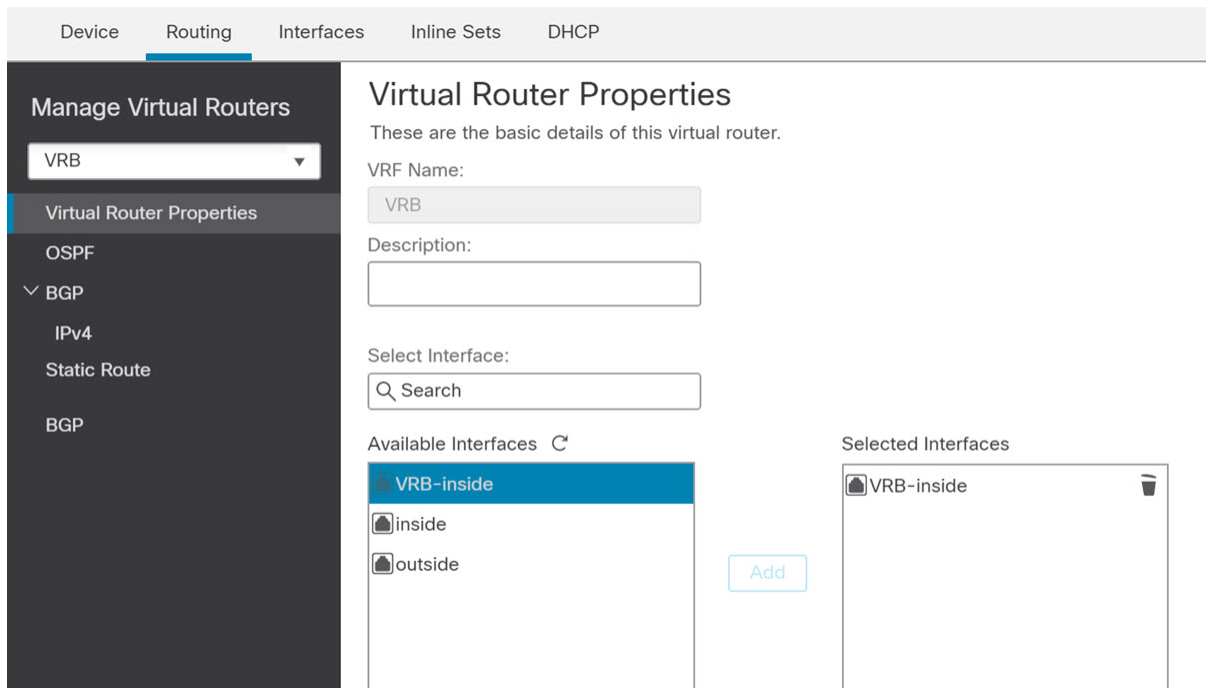 Device Routing Interfaces Inline Sets DHCP
Manage Virtual Routers
VRB
Virtual Router Properties
OSPF
BGP
IPv4
Static Route
BGP
Virtual Router Properties
These are the basic details of this virtual router.
VRF Name:
VRB
Description:
Select Interface:
Search
Available Interfaces
VRB-inside
inside
outside
Add
Selected Interfaces
VRB-inside